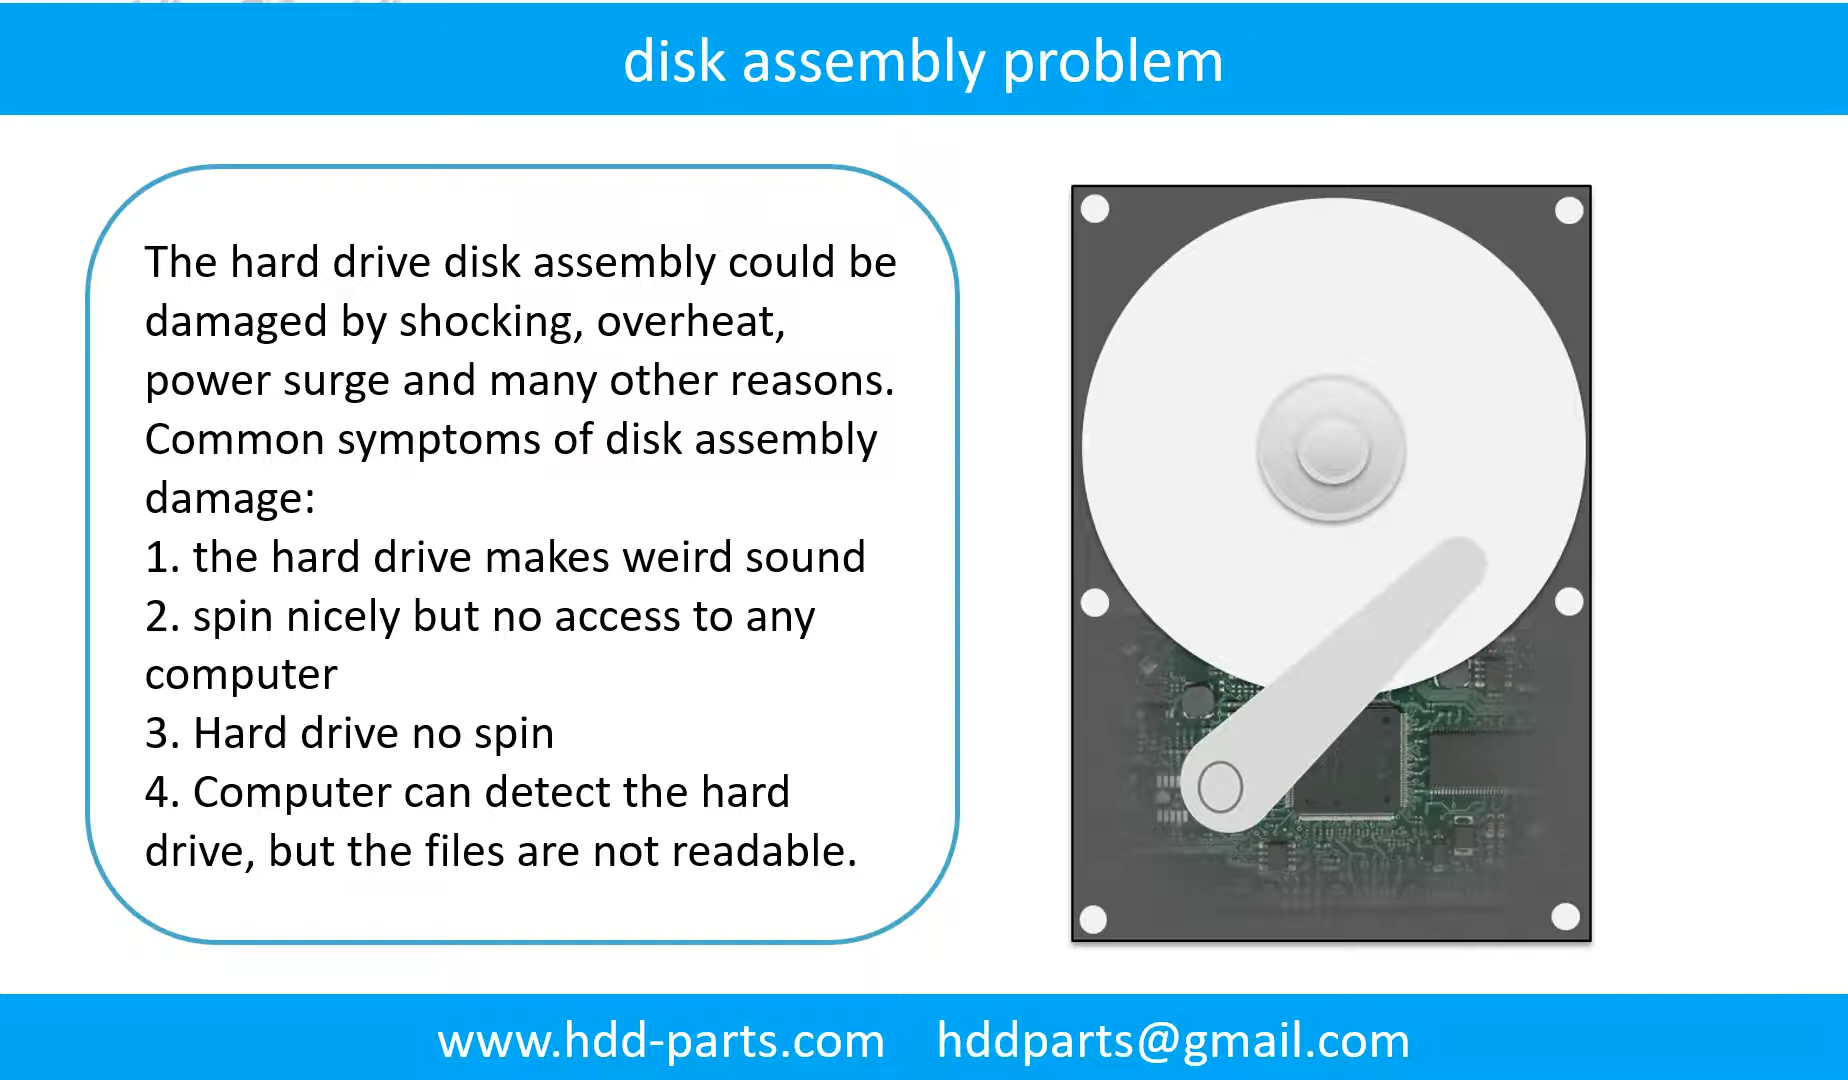 disk assembly problem
The hard drive disk assembly could be
damaged by shocking, overheat,
power surge and many other reasons.
Common symptoms of disk assembly
damage:
1. the hard drive makes weird sound
2. spin nicely but no access to any
computer
3. Hard drive no spin
4. Computer can detect the hard
drive, but the files are not readable.
www.hdd-parts.com hddparts@gmail.com